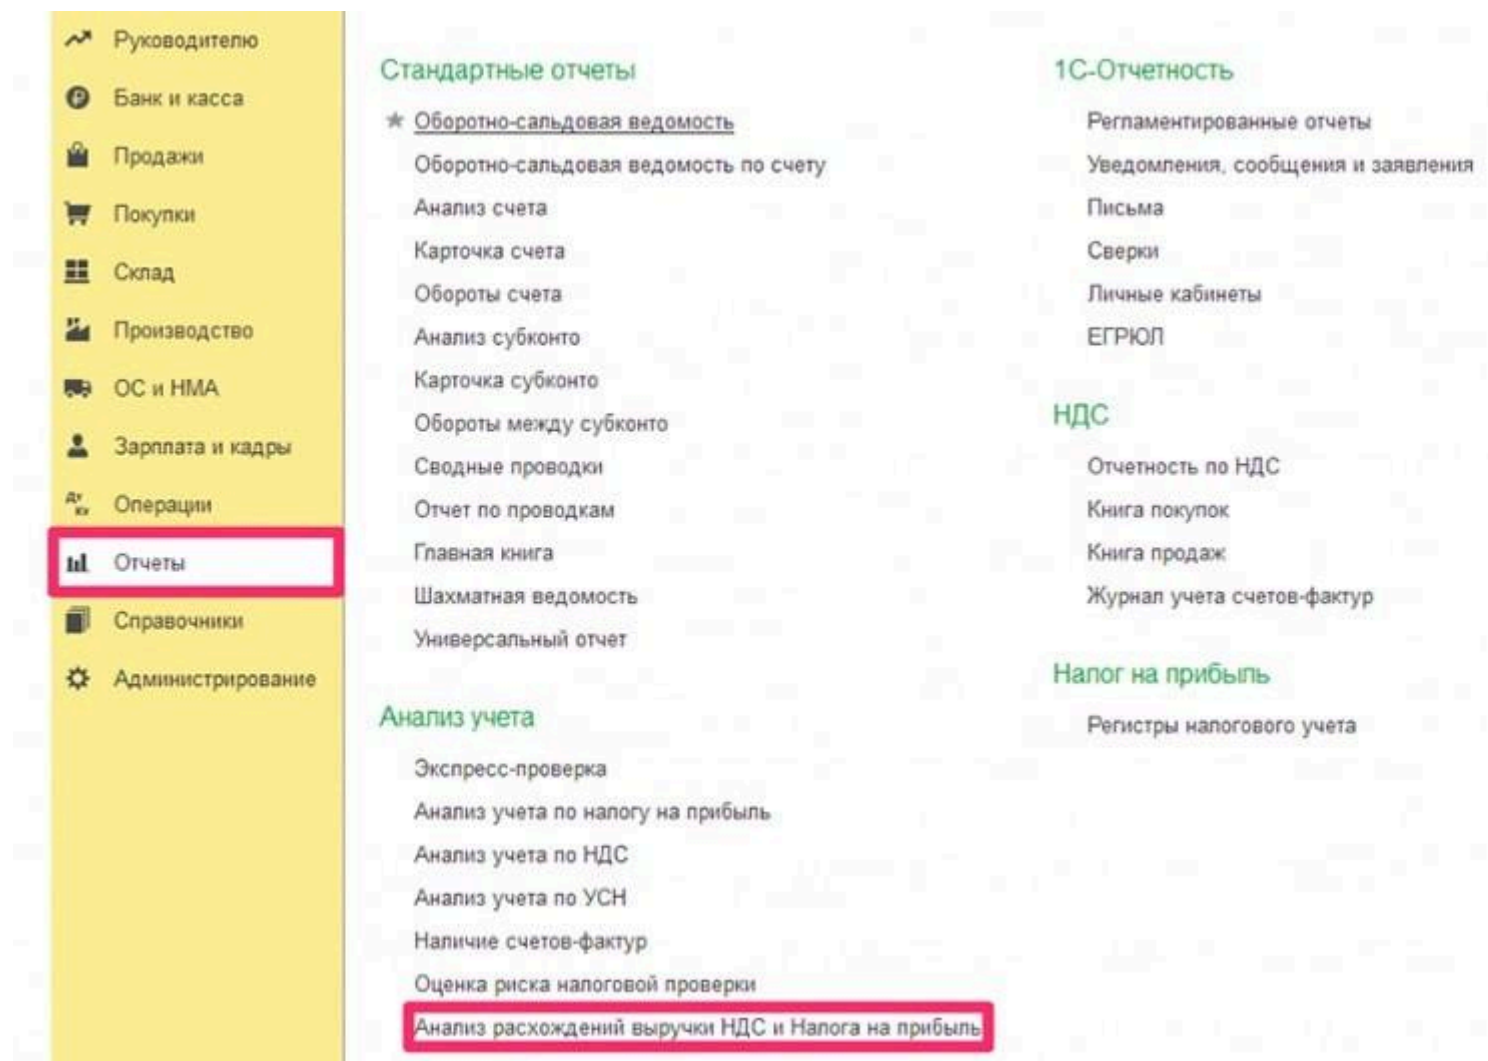 Руководителю
Банк и касса
Продажи
Покупки
Склад
Производство
ОС и НМА
Зарплата и кадры
Дт Кт
Операции
Отчеты
Справочники
Администрирование
Стандартные отчеты
Оборотно-сальдовая ведомость
Оборотно-сальдовая ведомость по счету
Анализ счета
Карточка счета
Обороты счета
Анализ субконто
Карточка субконто
Обороты между субконто
Сводные проводки
Отчет по проводкам
Главная книга
Шахматная ведомость
Универсальный отчет
Анализ учета
Экспресс-проверка
Анализ учета по налогу на прибыль
Анализ учета по НДС
Анализ учета по УСН
Наличие счетов-фактур
Оценка риска налоговой проверки
Анализ расхождений выручки НДС и Налога на прибыль
1С-Отчетность
Регламентированные отчеты
Уведомления, сообщения и заявления
Письма
Сверки
Личные кабинеты
ЕГРЮЛ
НДС
Отчетность по НДС
Книга покупок
Книга продаж
Журнал учета счетов-фактур
Налог на прибыль
Регистры налогового учета